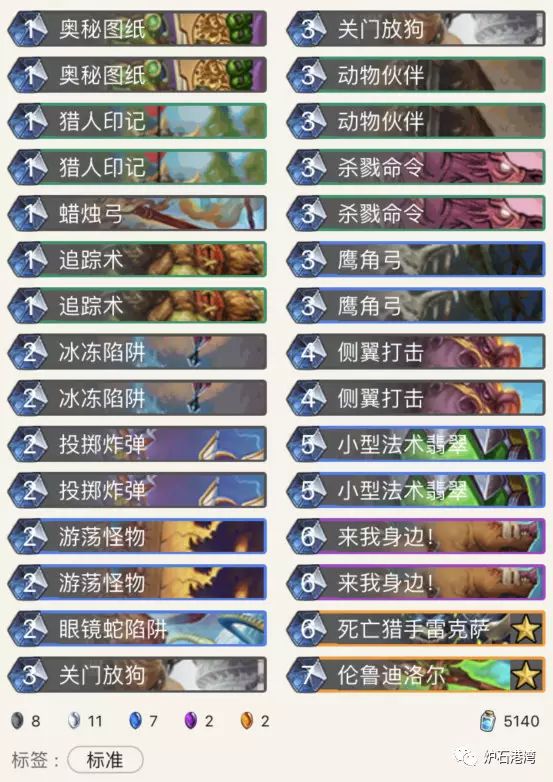 1 奥秘图纸
1 奥秘图纸
1 猎人印记
1 猎人印记
1 蜡烛弓
1 追踪术
1 追踪术
2 冰冻陷阱
2 冰冻陷阱
2 投掷炸弹
2 投掷炸弹
2 游荡怪物
2 游荡怪物
2 眼镜蛇陷阱
3 关门放狗
3 关门放狗
3 动物伙伴
3 动物伙伴
3 杀戮命令
3 杀戮命令
3 鹰角弓
3 鹰角弓
4 侧翼打击
4 侧翼打击
5 小型法术翡翠
5 小型法术翡翠
6 来我身边!
6 来我身边!
6 死亡猎手雷克萨
7 伦鲁迪洛尔
8 11 7 2 2 5140
标签: 标准
炉石港湾